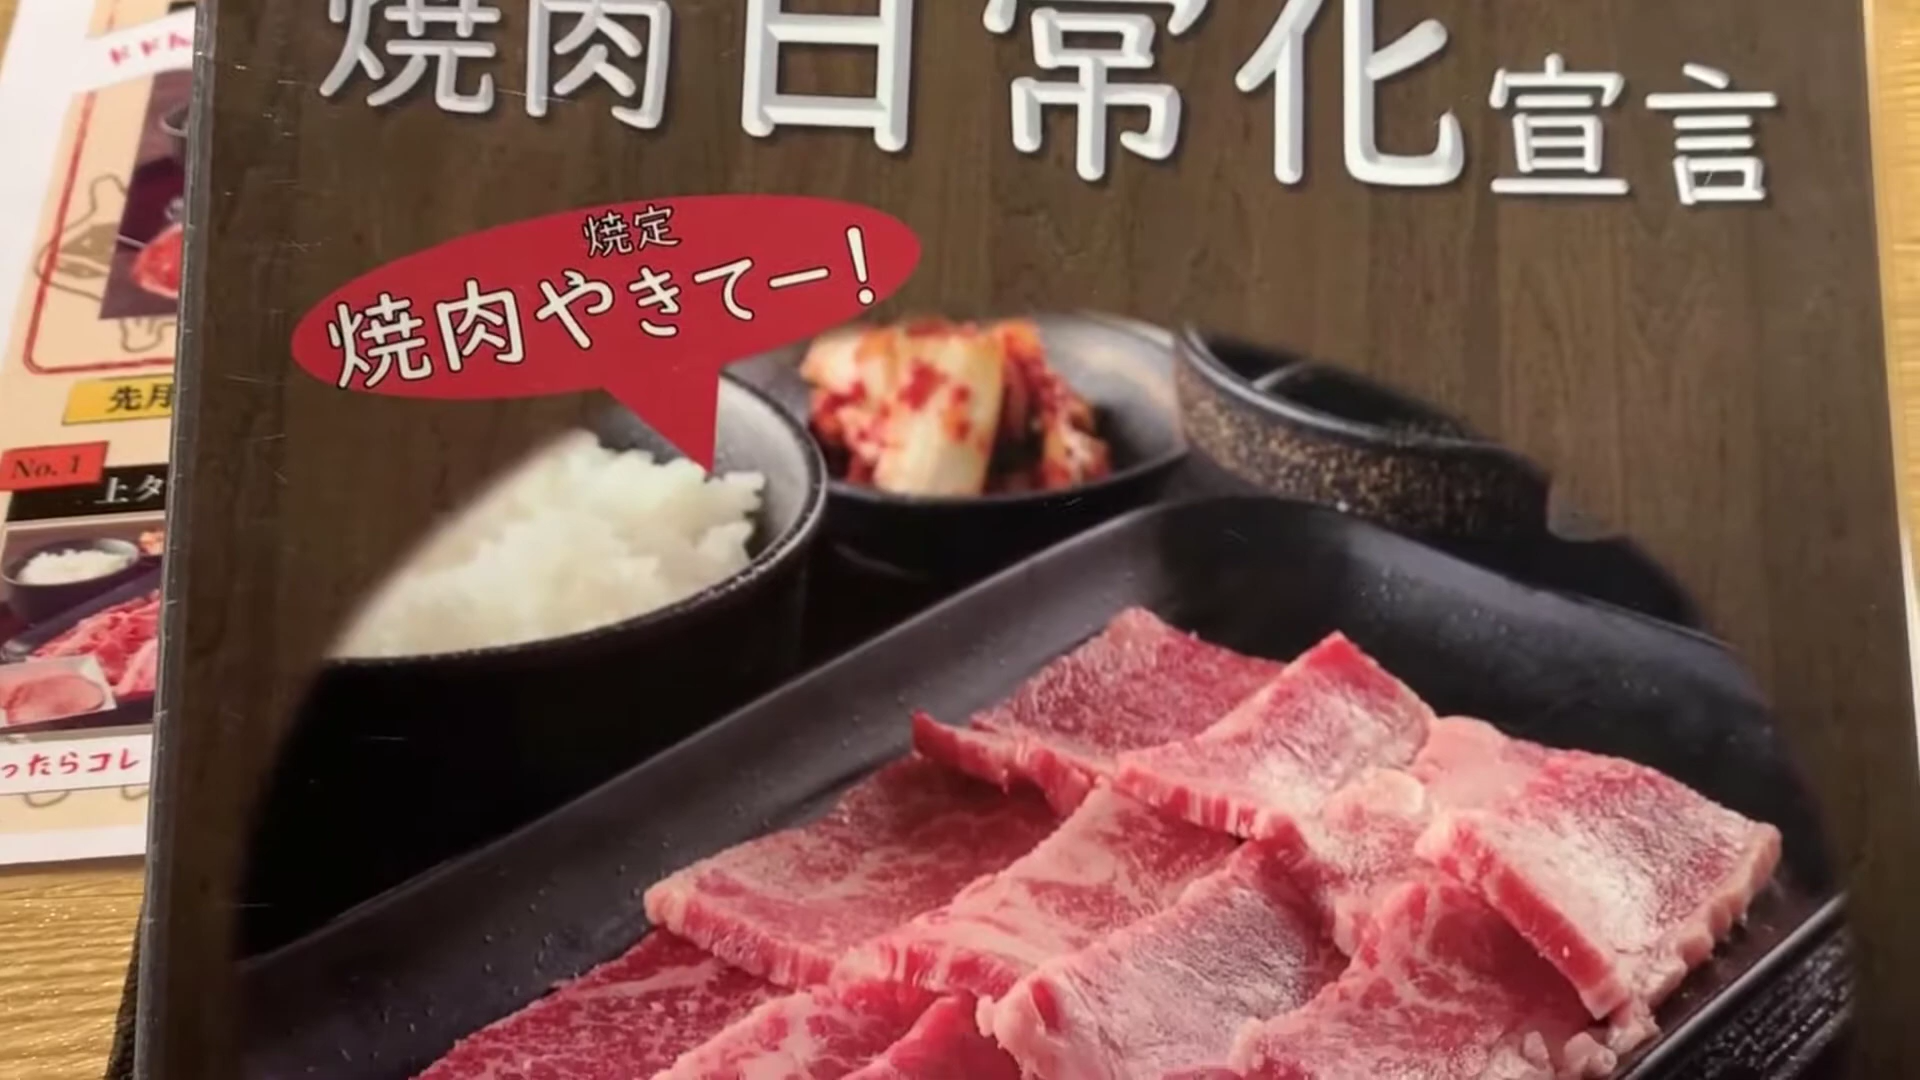 焼肉日常化宣言
焼定
焼肉やきてー!
先月
No. 1
上タ
ったらコレ